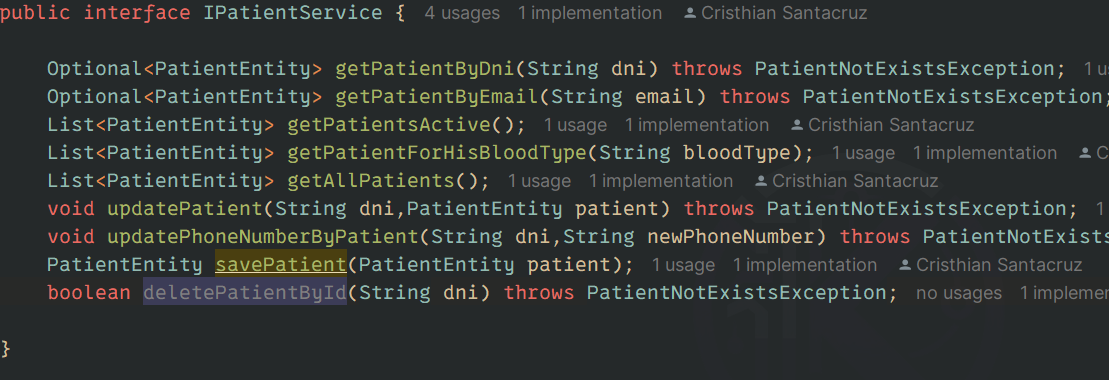 public interface IPatientService {  4 usages  1 implementation  Cristhian Santacruz
Optional<PatientEntity> getPatientByDni(String dni) throws PatientNotExistsException;  1
Optional<PatientEntity> getPatientByEmail(String email) throws PatientNotExistsException;
List<PatientEntity> getPatientsActive();  1 usage  1 implementation  Cristhian Santacruz
List<PatientEntity> getPatientForHisBloodType(String bloodType);  1 usage  1 implementation  C
List<PatientEntity> getAllPatients();  1 usage  1 implementation  Cristhian Santacruz
void updatePatient(String dni,PatientEntity patient) throws PatientNotExistsException;  1
void updatePhoneNumberByPatient(String dni,String newPhoneNumber) throws PatientNotExists
PatientEntity savePatient(PatientEntity patient);  1 usage  1 implementation  Cristhian Santacruz
boolean deletePatientById(String dni) throws PatientNotExistsException;  no usages  1 implemen
}